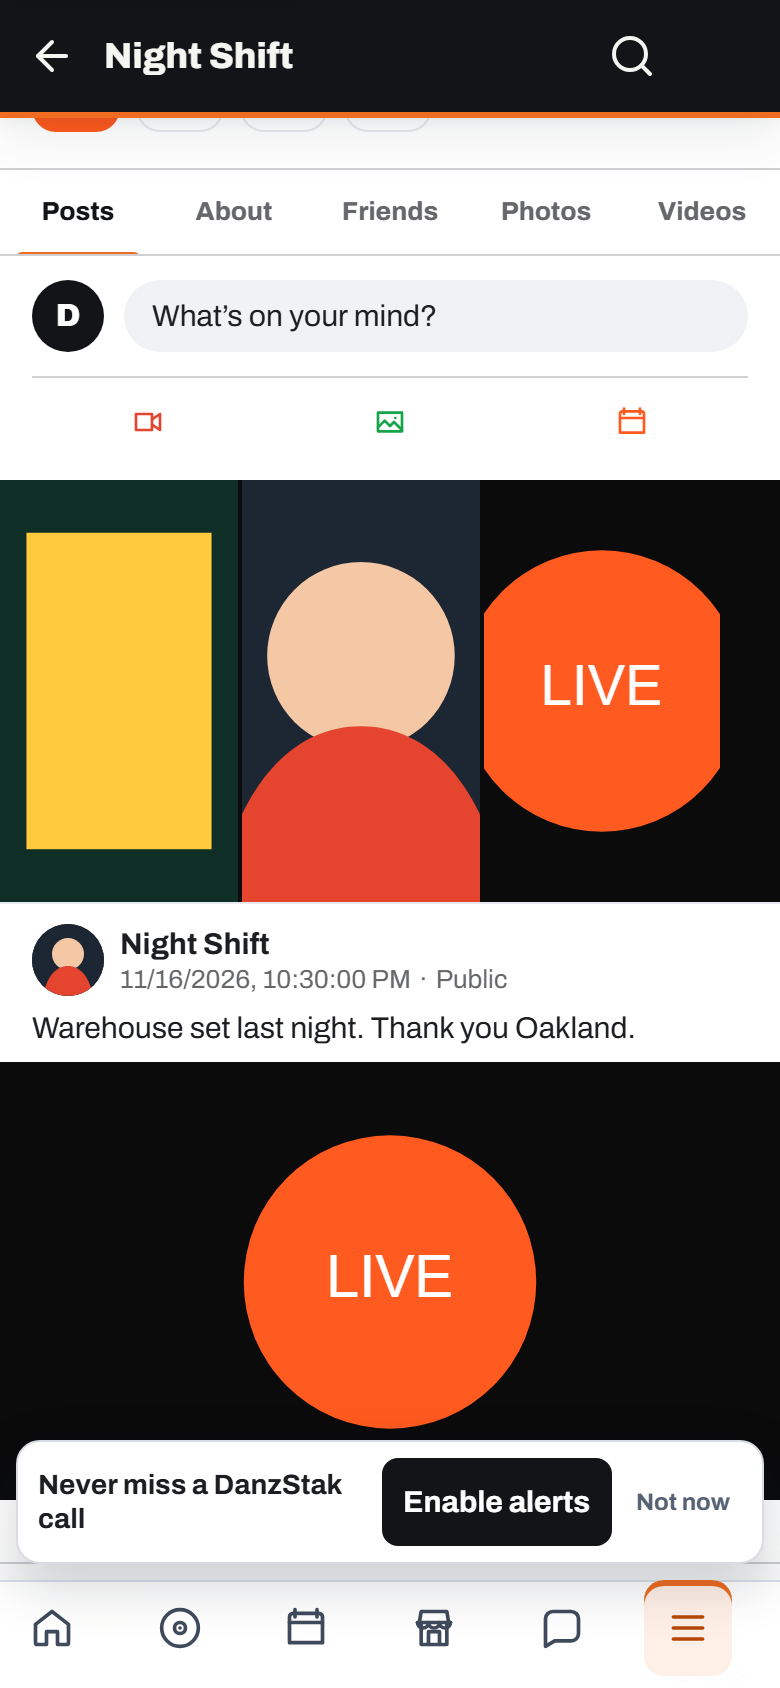 Night Shift
Posts About Friends Photos Videos
D
What’s on your mind?
LIVE
Night Shift
11/16/2026, 10:30:00 PM · Public
Warehouse set last night. Thank you Oakland.
LIVE
Never miss a DanzStak
call
Enable alerts
Not now